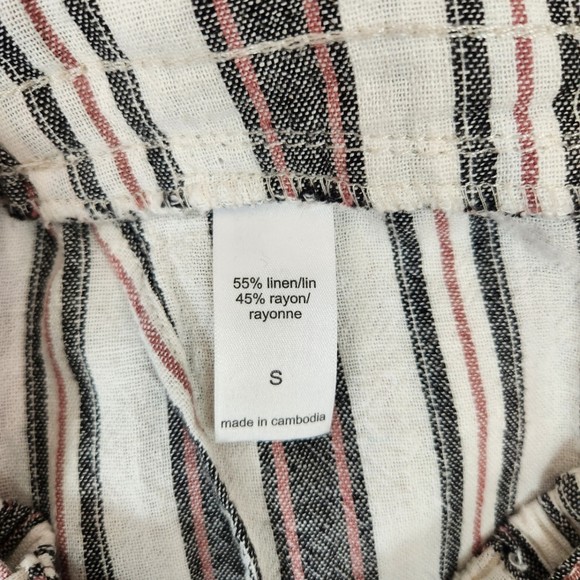 55% linen/lin
45% rayon/
rayonne
S
made in cambodia